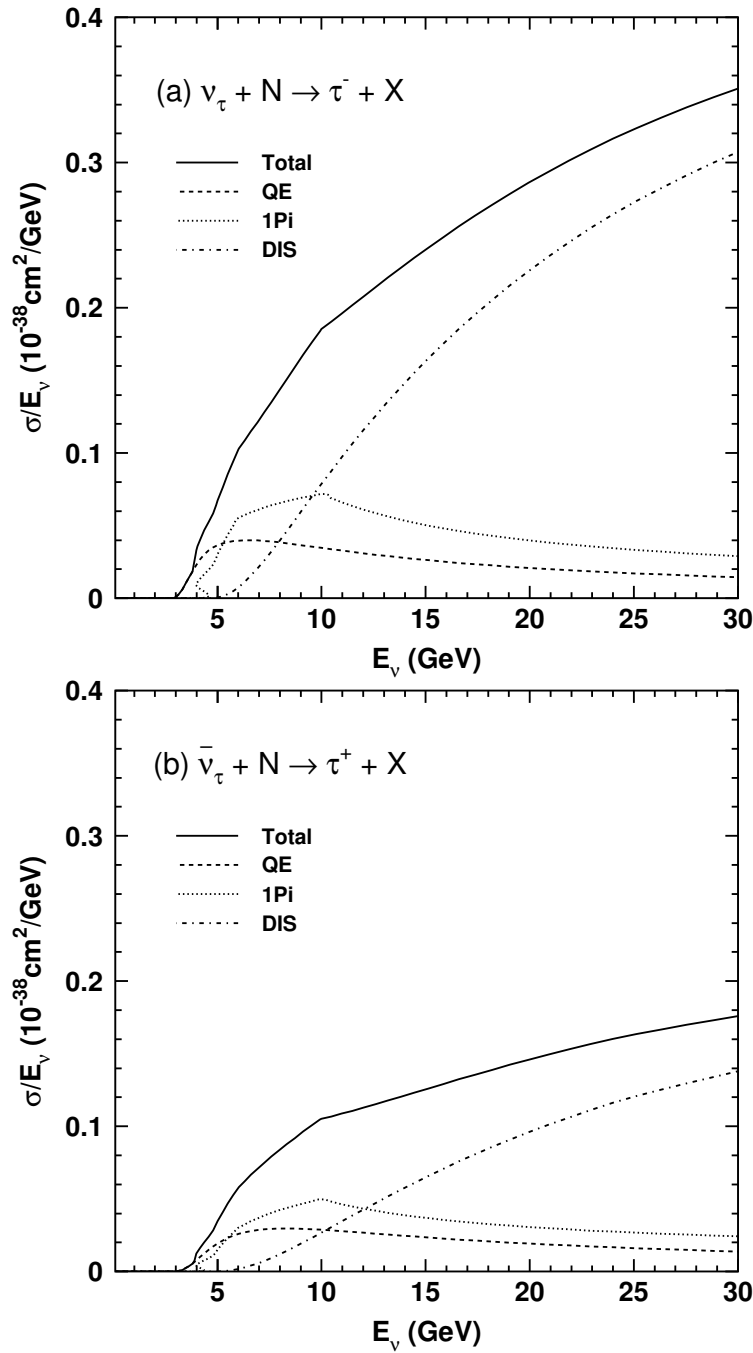 0.4
(a) ν_τ + N → τ⁻ + X
Total
0.3
QE
1Pi
DIS
0.2
σ/E_ν (10⁻³⁸cm²/GeV)
0.1
0
5 10 15 20 25 30
E_ν (GeV)
0.4
(b) ν̄_τ + N → τ⁺ + X
Total
0.3
QE
1Pi
DIS
0.2
σ/E_ν (10⁻³⁸cm²/GeV)
0.1
0
5 10 15 20 25 30
E_ν (GeV)